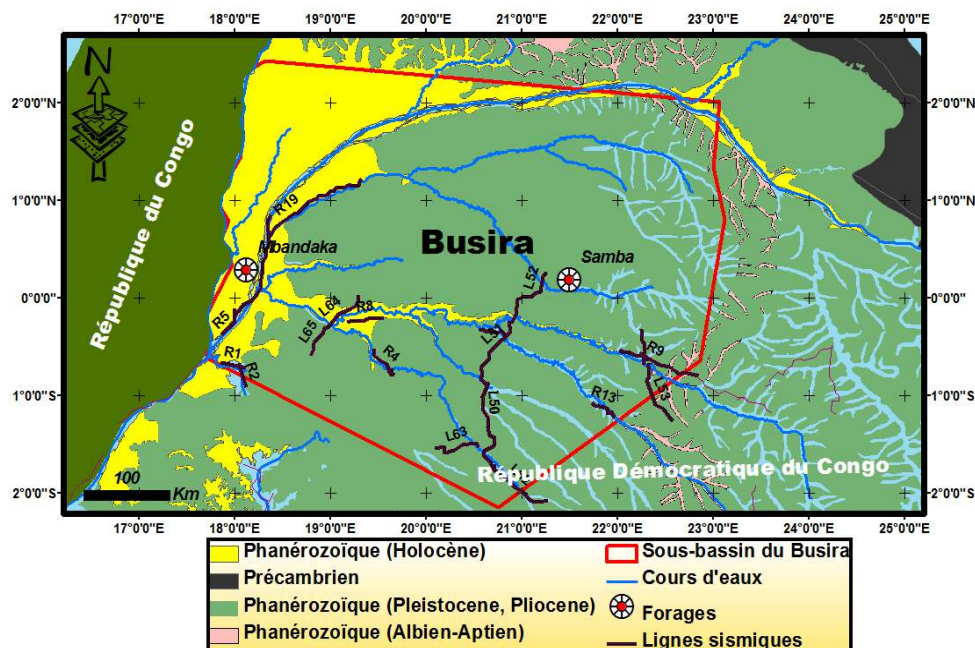 17°0'0"E 18°0'0"E 19°0'0"E 20°0'0"E 21°0'0"E 22°0'0"E 23°0'0"E 24°0'0"E 25°0'0"E
N
République du Congo
2°0'0"N 2°0'0"N
1°0'0"N 1°0'0"N
R19
Mbandaka
Busira
Samba
L52
0°0'0"N 0°0'0"N
R5
L64
R8
L65
L51
R1
R2
R4
R9
L53
1°0'0"S 1°0'0"S
L50
R13
L63
République Démocratique du Congo
100
Km
2°0'0"S 2°0'0"S
17°0'0"E 18°0'0"E 19°0'0"E 20°0'0"E 21°0'0"E 22°0'0"E 23°0'0"E 24°0'0"E 25°0'0"E
Phanérozoïque (Holocène)
Précambrien
Phanérozoïque (Pleistocene, Pliocene)
Phanérozoïque (Albien-Aptien)
Sous-bassin du Busira
Cours d'eaux
Forages
Lignes sismiques